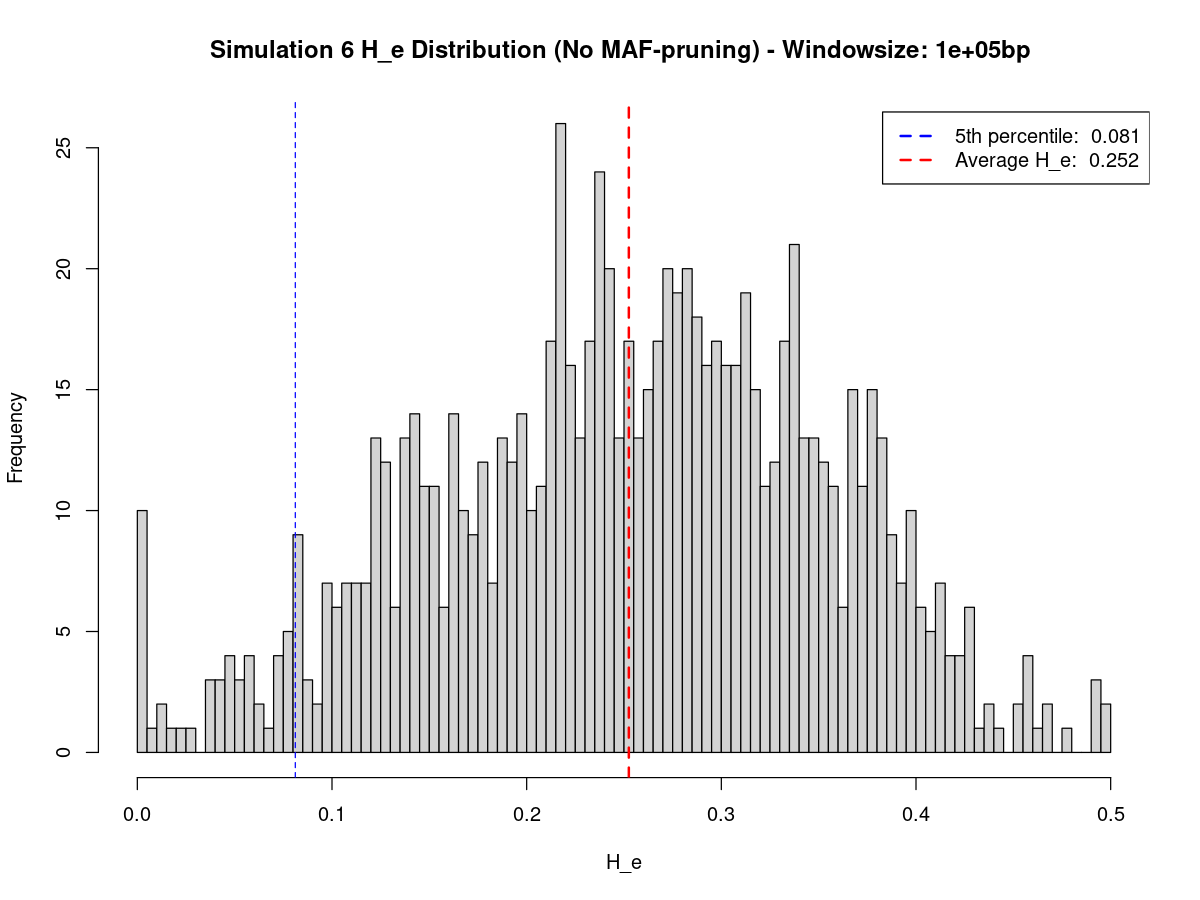 Simulation 6 H_e Distribution (No MAF-pruning) - Windowsize: 1e+05bp
5th percentile: 0.081
Average H_e: 0.252
Frequency
25
20
15
10
5
0
0.0 0.1 0.2 0.3 0.4 0.5
H_e